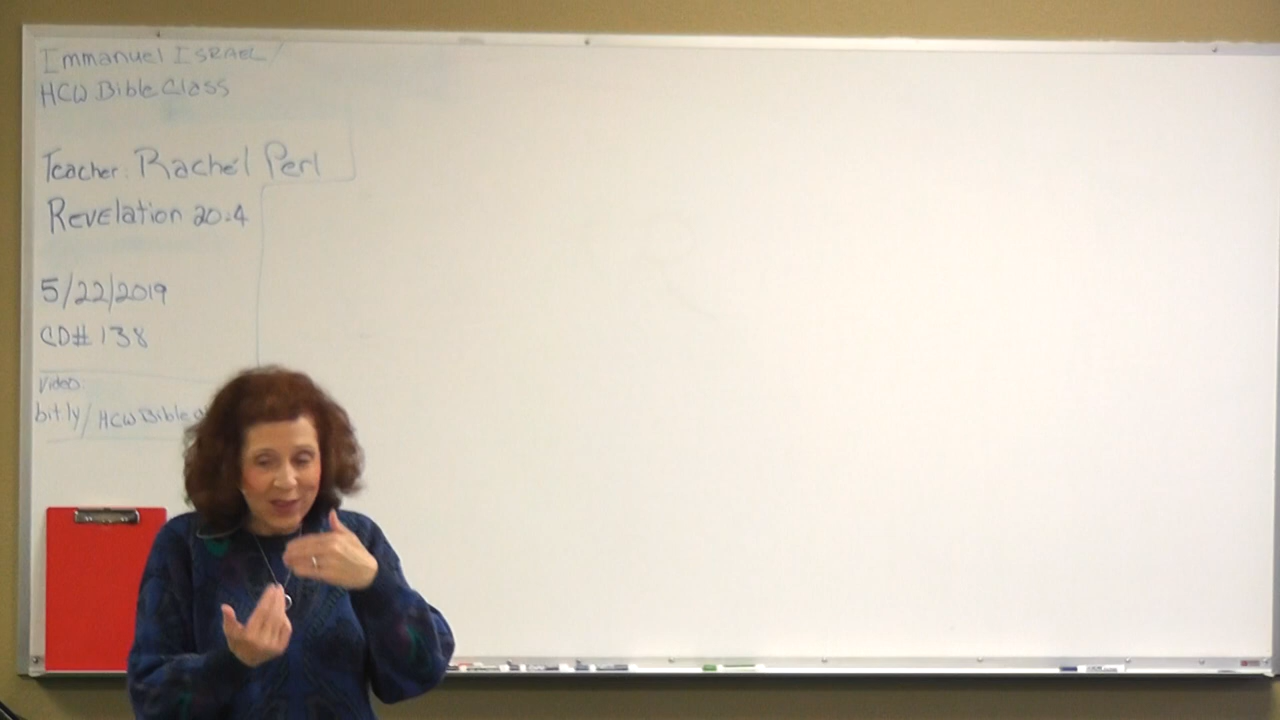 Immanuel ISRAEL/
HCW Bible Class
Teacher: Rachel Perl
Revelation 20:4
5/22/2019
CD# 138
Video
bit.ly/HCWBible